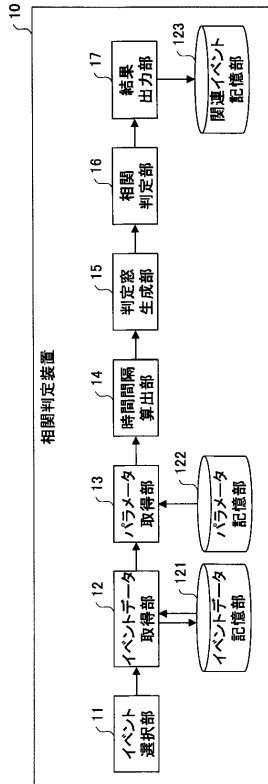 10
相関判定装置
11
イベント
選択部
12
イベントデータ
取得部
13
パラメータ
取得部
14
時間間隔
算出部
15
判定窓
生成部
16
相関
判定部
17
結果
出力部
121
イベントデータ
記憶部
122
パラメータ
記憶部
123
関連イベント
記憶部